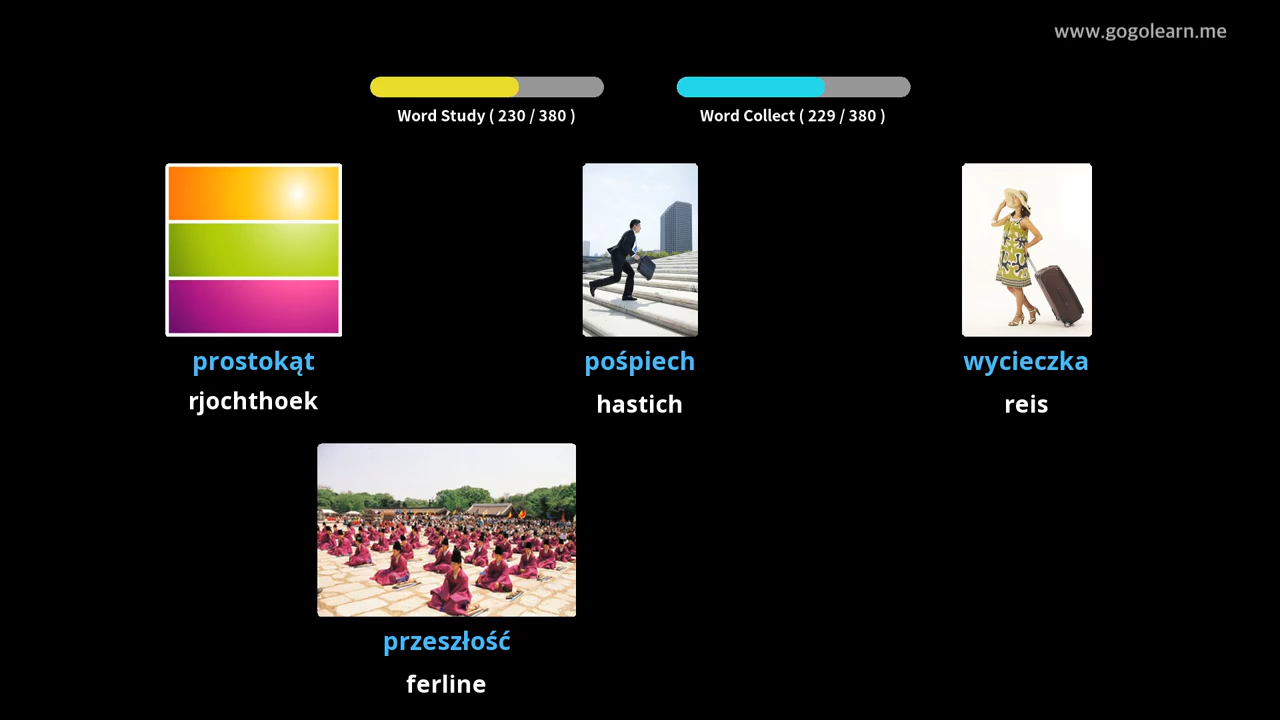 www.gogolearn.me
Word Study ( 230 / 380 )
Word Collect ( 229 / 380 )
prostokąt
rjochthoek
pośpiech
hastich
wycieczka
reis
przeszłość
ferline